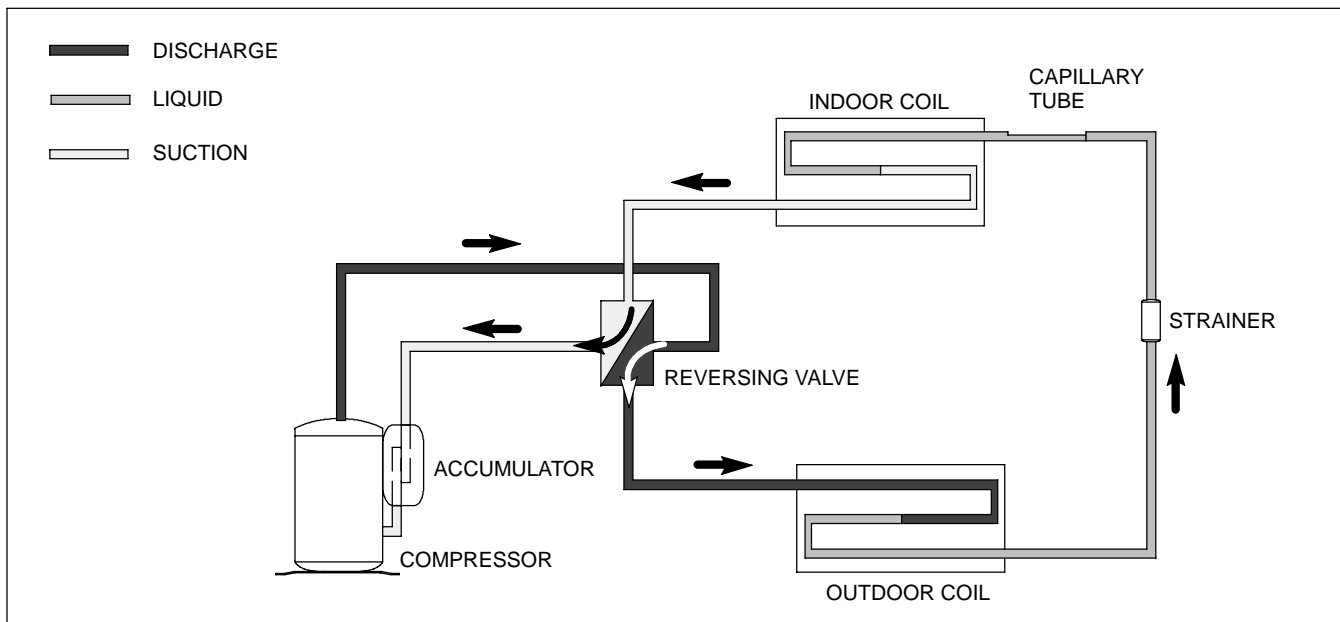 DISCHARGE
LIQUID
SUCTION
INDOOR COIL
CAPILLARY
TUBE
STRAINER
REVERSING VALVE
ACCUMULATOR
COMPRESSOR
OUTDOOR COIL